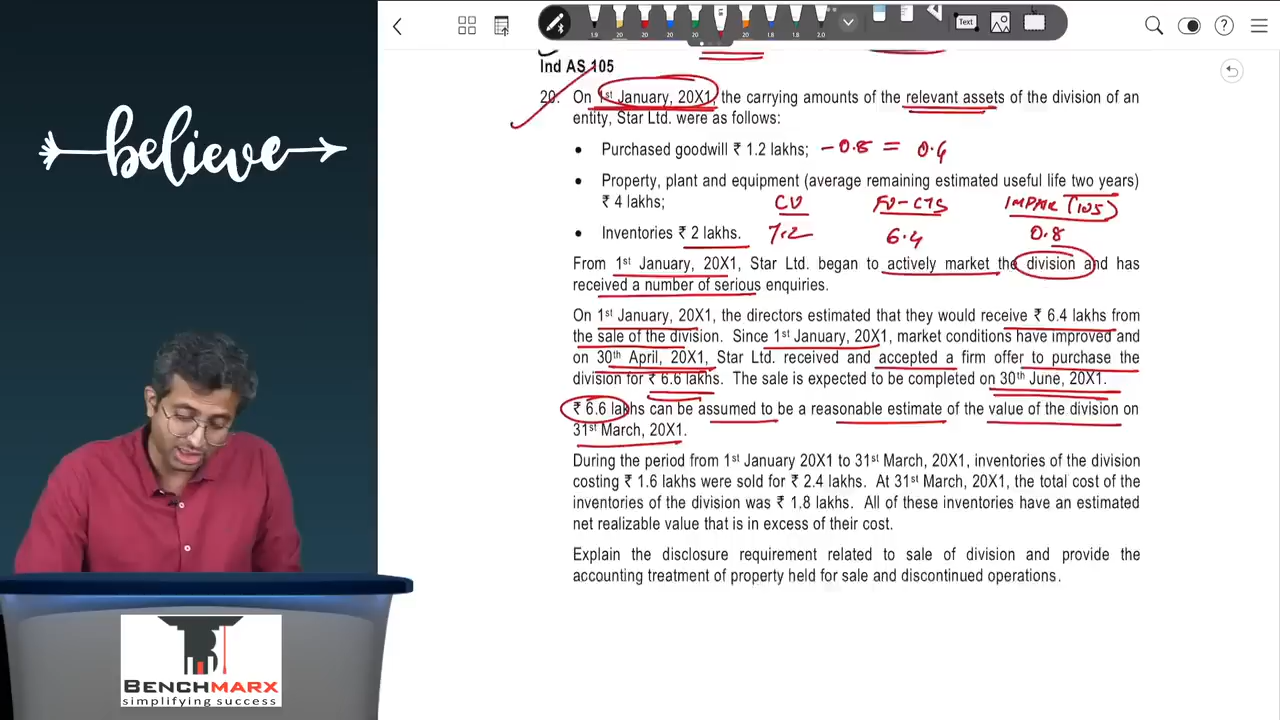 Text
believe
Ind AS 105
20. On 1st January, 20X1, the carrying amounts of the relevant assets of the division of an
entity, Star Ltd. were as follows:
• Purchased goodwill ₹ 1.2 lakhs; -0.8 = 0.4
• Property, plant and equipment (average remaining estimated useful life two years)
₹ 4 lakhs; CV FV-CTS IMPAIR (105)
• Inventories ₹ 2 lakhs. 7.2 6.4 0.8
From 1st January, 20X1, Star Ltd. began to actively market the division and has
received a number of serious enquiries.
On 1st January, 20X1, the directors estimated that they would receive ₹ 6.4 lakhs from
the sale of the division. Since 1st January, 20X1, market conditions have improved and
on 30th April, 20X1, Star Ltd. received and accepted a firm offer to purchase the
division for ₹ 6.6 lakhs. The sale is expected to be completed on 30th June, 20X1.
₹ 6.6 lakhs can be assumed to be a reasonable estimate of the value of the division on
31st March, 20X1.
During the period from 1st January 20X1 to 31st March, 20X1, inventories of the division
costing ₹ 1.6 lakhs were sold for ₹ 2.4 lakhs. At 31st March, 20X1, the total cost of the
inventories of the division was ₹ 1.8 lakhs. All of these inventories have an estimated
net realizable value that is in excess of their cost.
Explain the disclosure requirement related to sale of division and provide the
accounting treatment of property held for sale and discontinued operations.
BENCHMARX
simplifying success